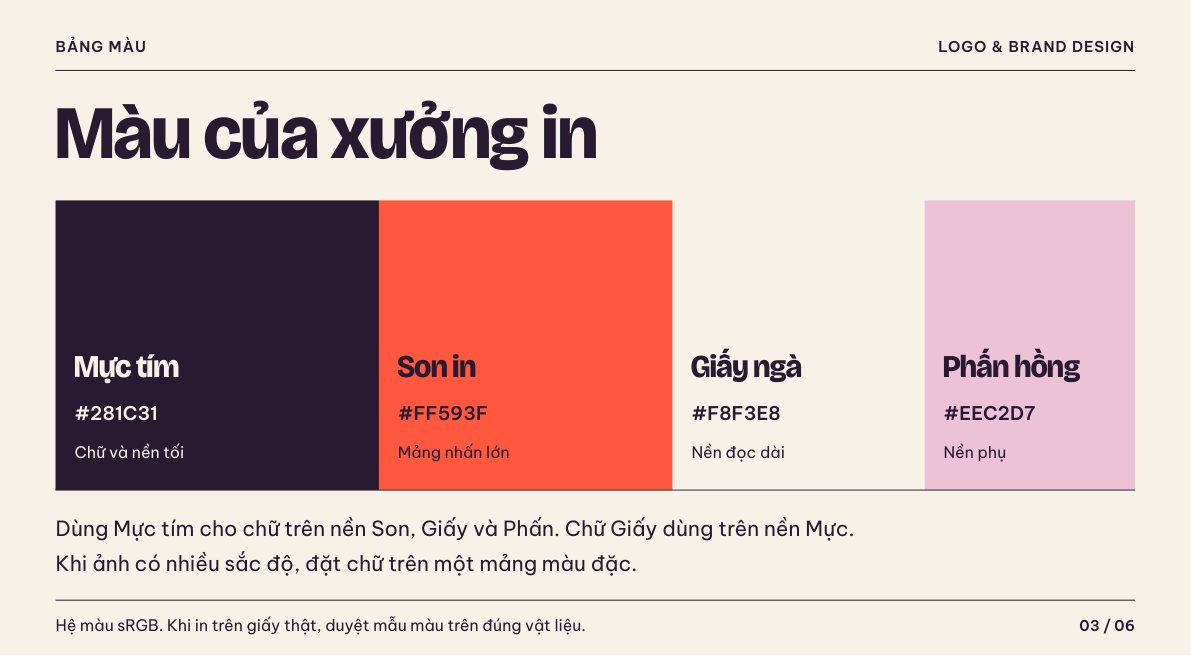 BẢNG MÀU
LOGO & BRAND DESIGN
Màu của xưởng in
Mực tím
#281C31
Chữ và nền tối
Son in
#FF593F
Mảng nhấn lớn
Giấy ngà
#F8F3E8
Nền đọc dài
Phấn hồng
#EEC2D7
Nền phụ
Dùng Mực tím cho chữ trên nền Son, Giấy và Phấn. Chữ Giấy dùng trên nền Mực.
Khi ảnh có nhiều sắc độ, đặt chữ trên một mảng màu đặc.
Hệ màu sRGB. Khi in trên giấy thật, duyệt mẫu màu trên đúng vật liệu.
03 / 06